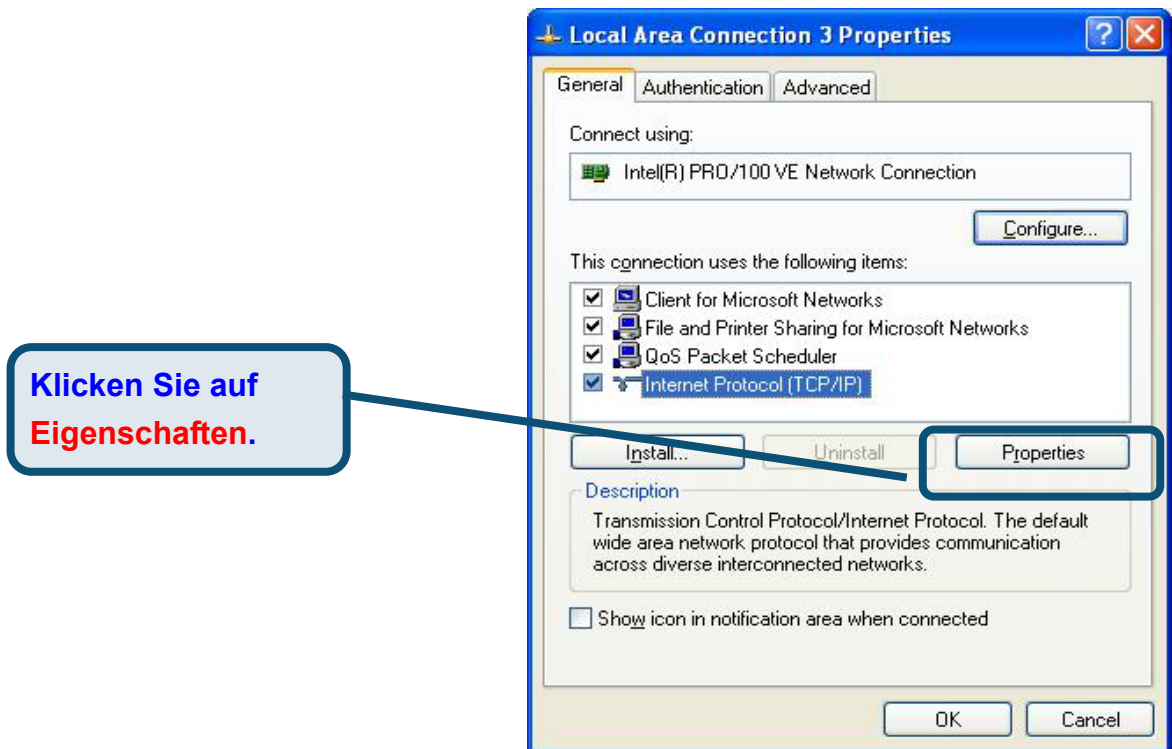 Local Area Connection 3 Properties
General Authentication Advanced
Connect using:
Intel(R) PRO/100 VE Network Connection
Configure...
This connection uses the following items:
Client for Microsoft Networks
File and Printer Sharing for Microsoft Networks
QoS Packet Scheduler
Internet Protocol (TCP/IP)
Klicken Sie auf
Eigenschaften.
Install... Uninstall Properties
Description
Transmission Control Protocol/Internet Protocol. The default
wide area network protocol that provides communication
across diverse interconnected networks.
Show icon in notification area when connected
OK Cancel